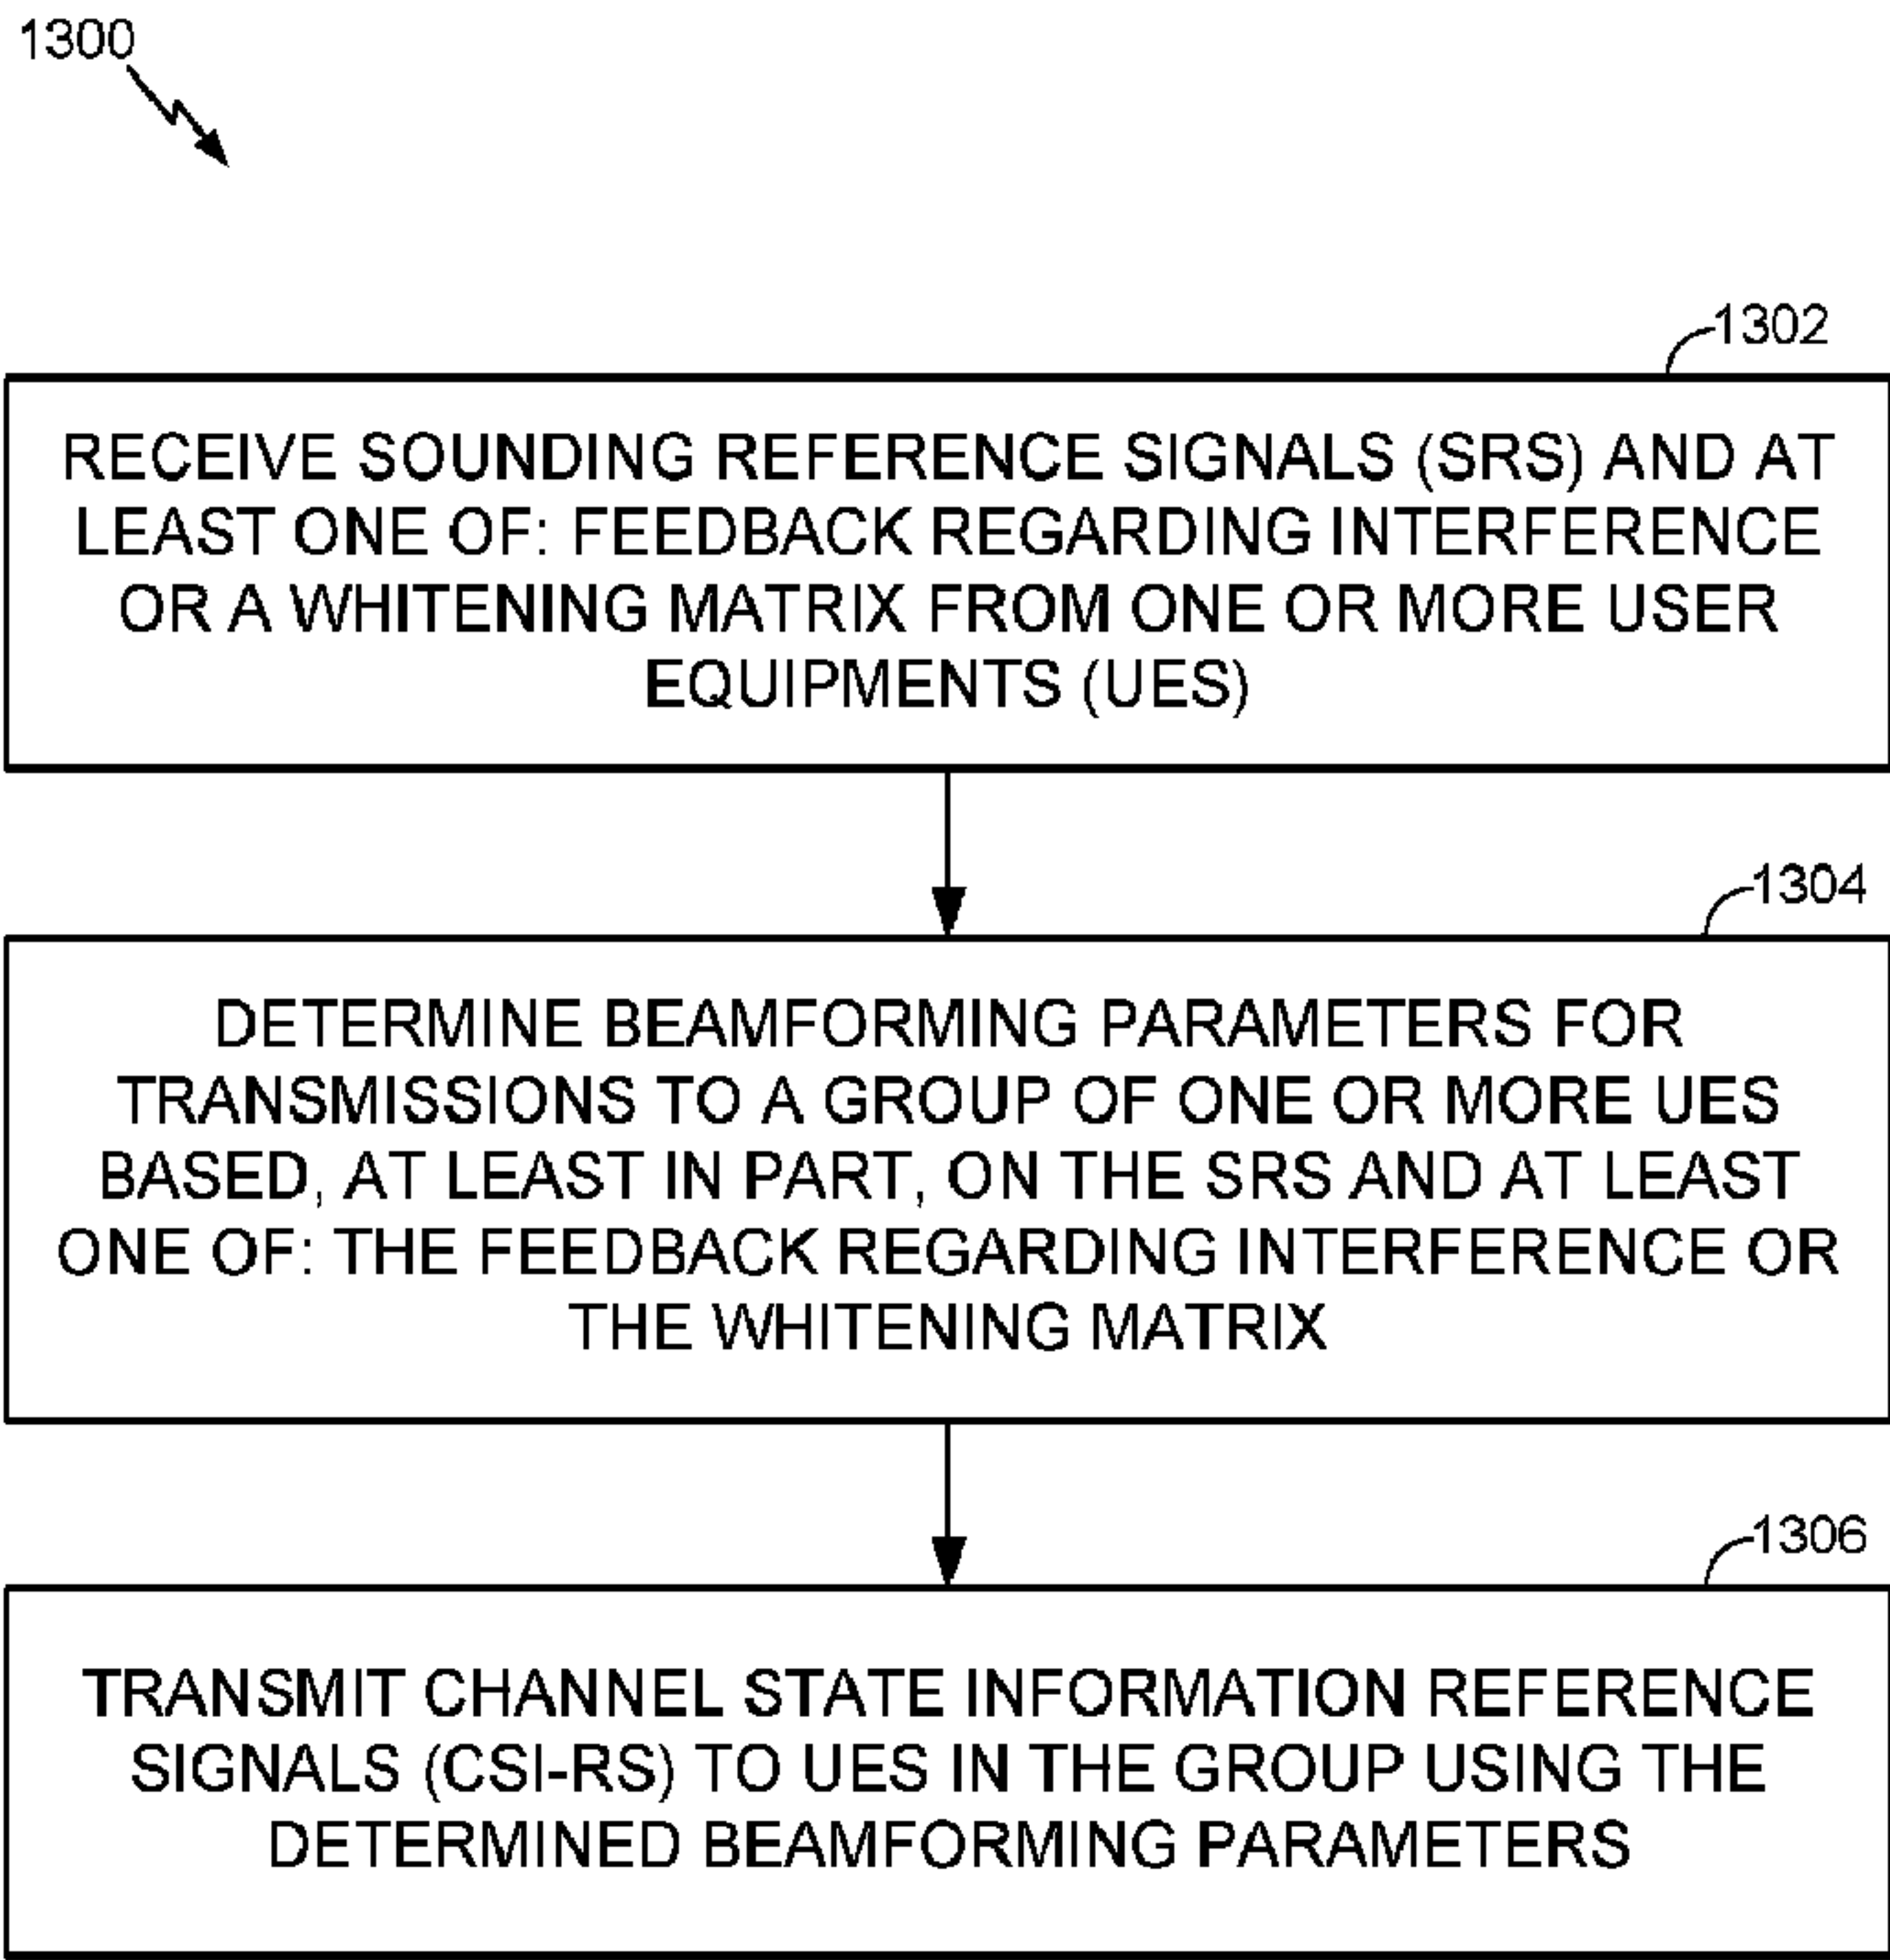 1300
1302
RECEIVE SOUNDING REFERENCE SIGNALS (SRS) AND AT
LEAST ONE OF: FEEDBACK REGARDING INTERFERENCE
OR A WHITENING MATRIX FROM ONE OR MORE USER
EQUIPMENTS (UES)
1304
DETERMINE BEAMFORMING PARAMETERS FOR
TRANSMISSIONS TO A GROUP OF ONE OR MORE UES
BASED, AT LEAST IN PART, ON THE SRS AND AT LEAST
ONE OF: THE FEEDBACK REGARDING INTERFERENCE OR
THE WHITENING MATRIX
1306
TRANSMIT CHANNEL STATE INFORMATION REFERENCE
SIGNALS (CSI-RS) TO UES IN THE GROUP USING THE
DETERMINED BEAMFORMING PARAMETERS